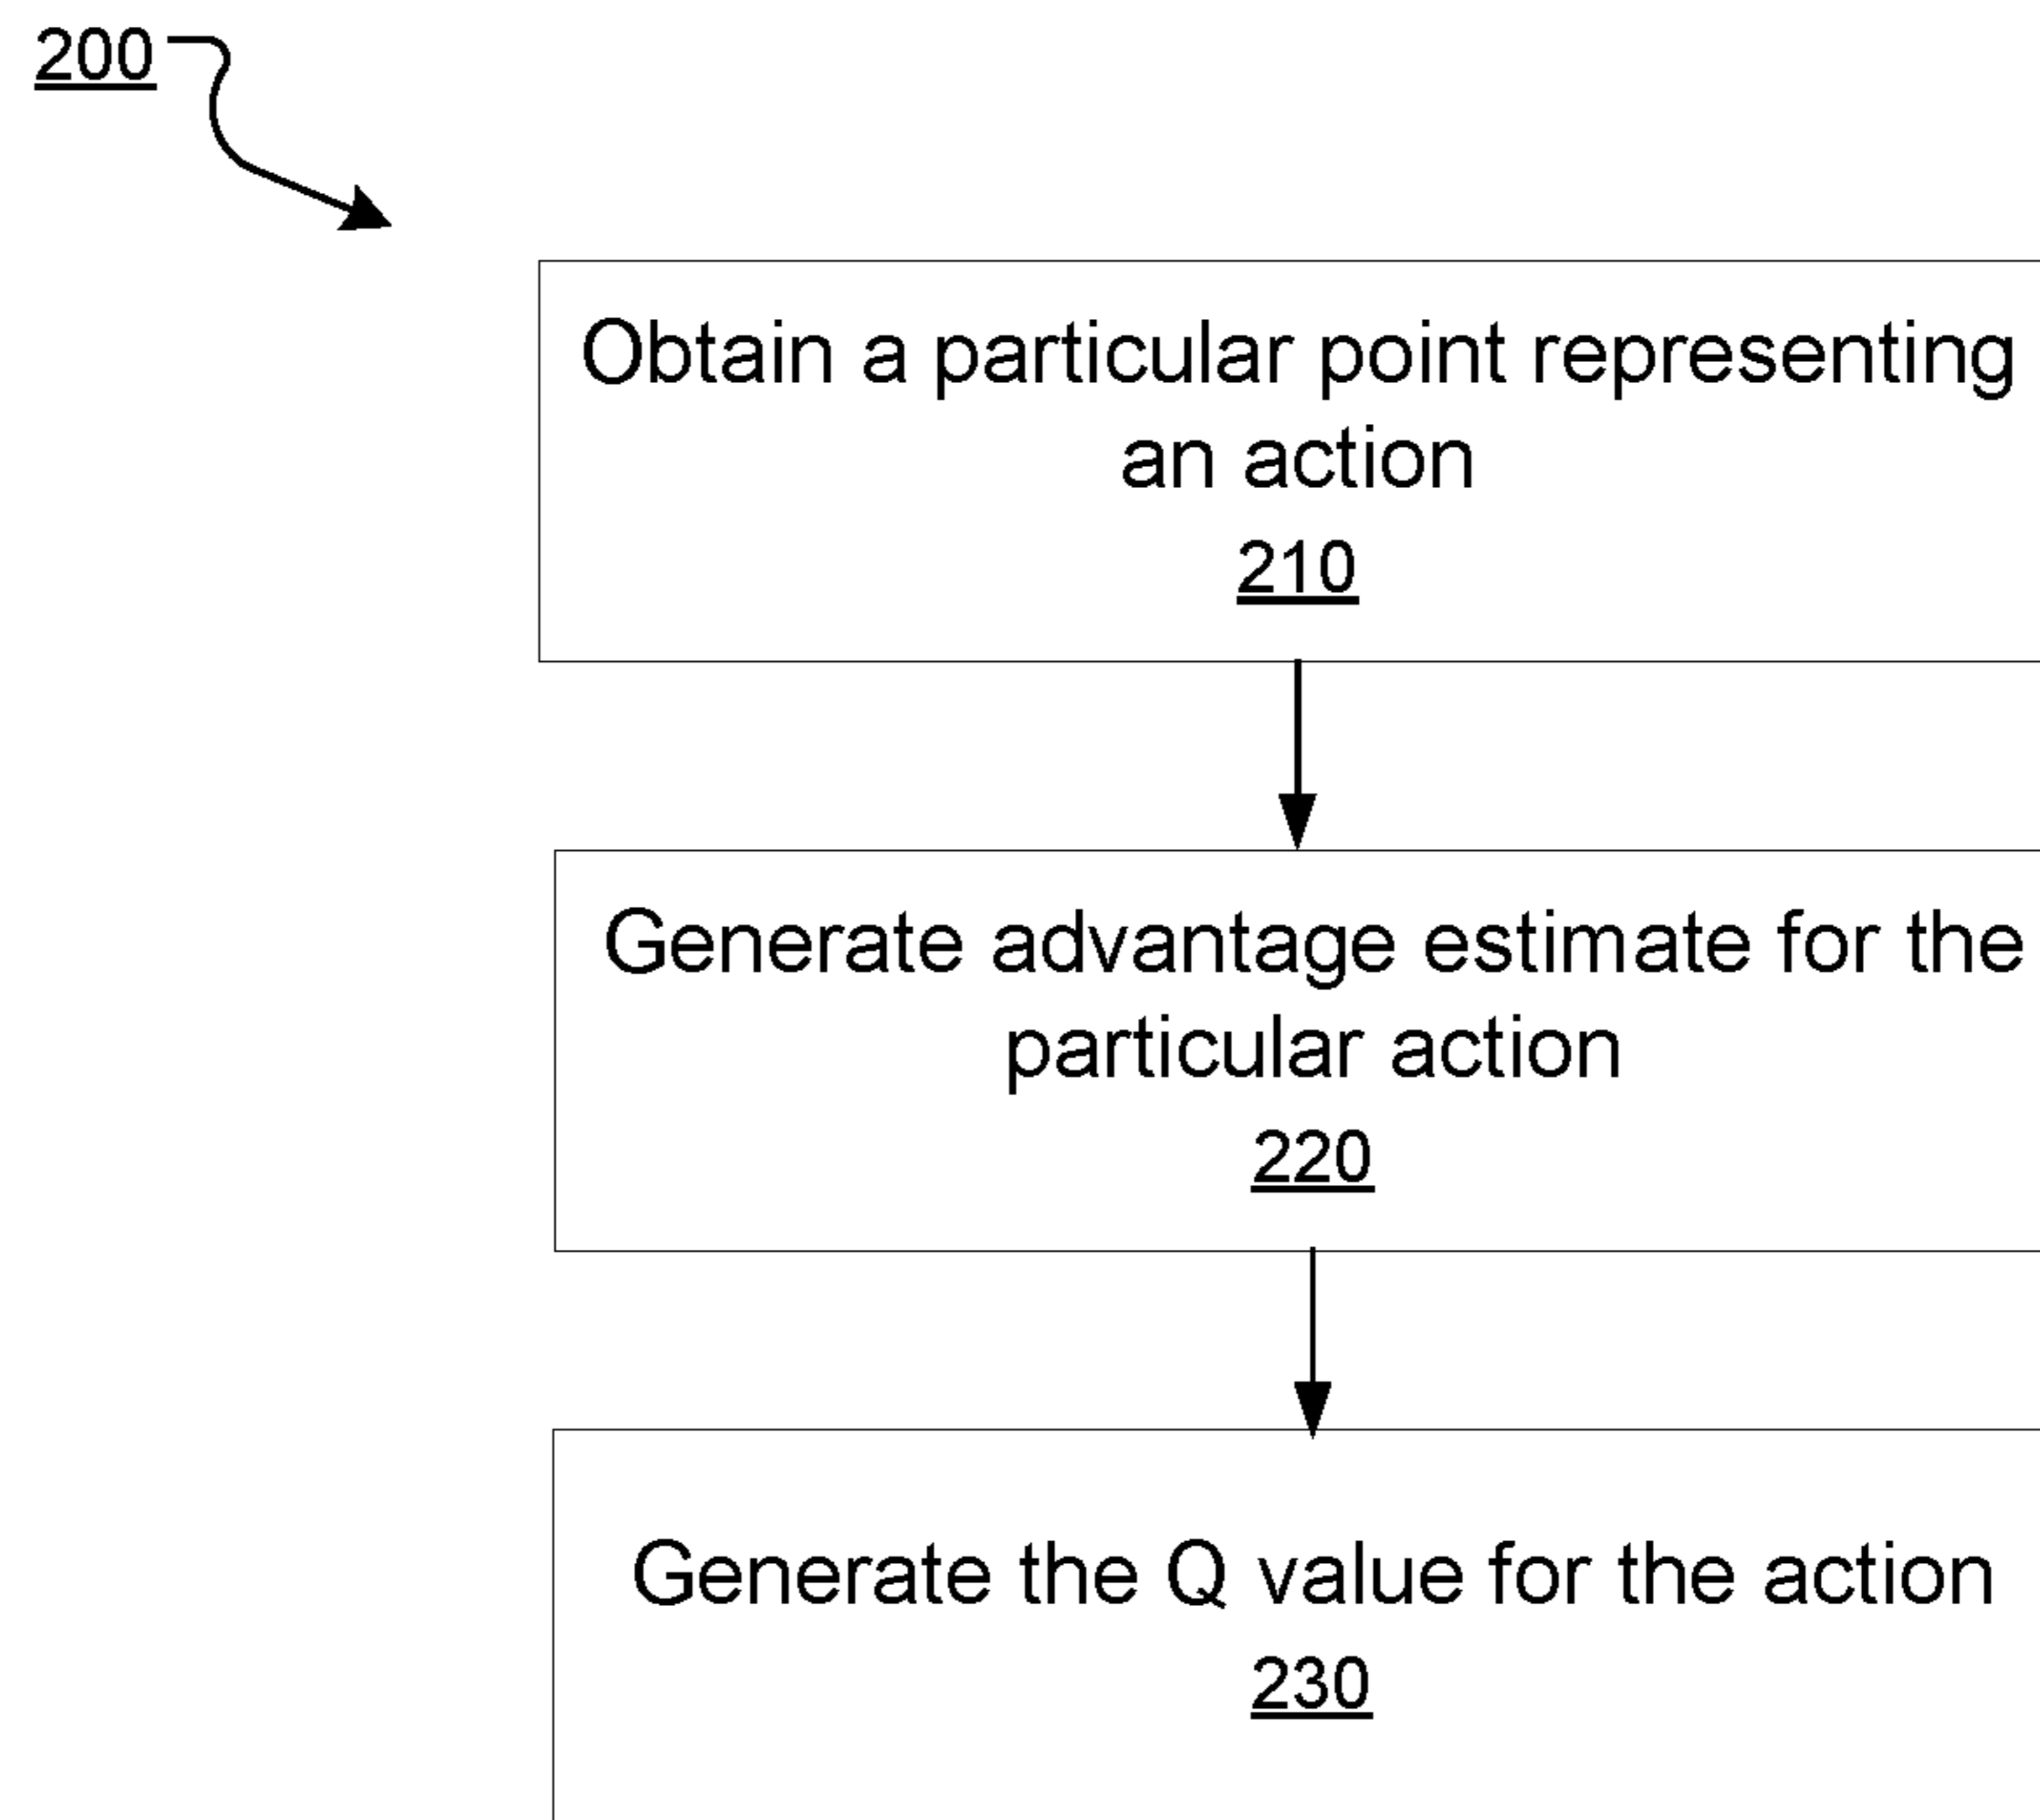 200
Obtain a particular point representing
an action
210
Generate advantage estimate for the
particular action
220
Generate the Q value for the action
230